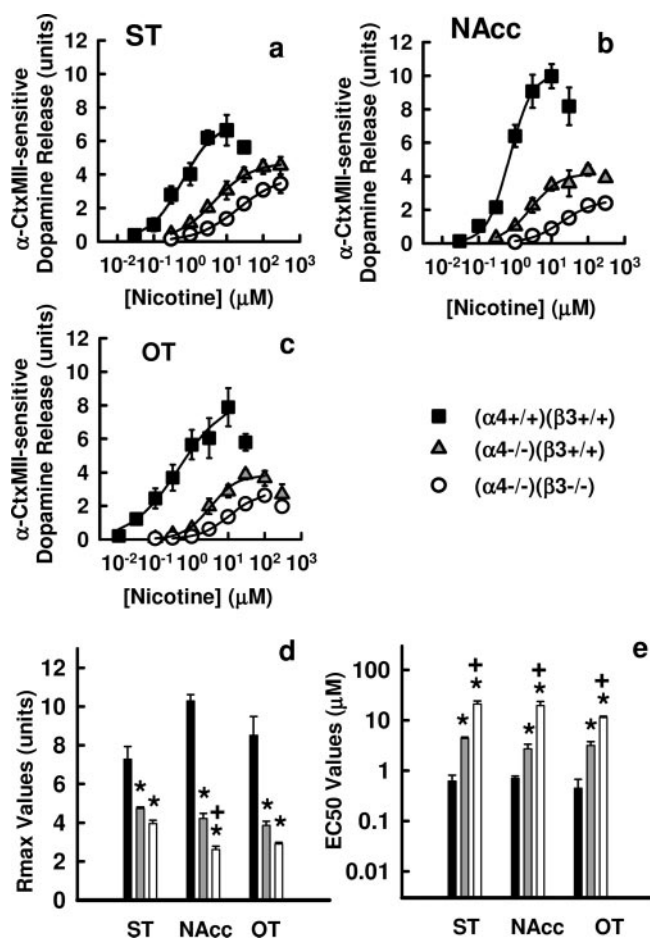 ST
a
α-CtxMII-sensitive
Dopamine Release (units)
12
10
8
6
4
2
0
10⁻² 10⁻¹ 10⁰ 10¹ 10² 10³
[Nicotine] (μM)
NAcc
b
α-CtxMII-sensitive
Dopamine Release (units)
12
10
8
6
4
2
0
10⁻² 10⁻¹ 10⁰ 10¹ 10² 10³
[Nicotine] (μM)
OT
c
α-CtxMII-sensitive
Dopamine Release (units)
12
10
8
6
4
2
0
10⁻² 10⁻¹ 10⁰ 10¹ 10² 10³
[Nicotine] (μM)
(α4+/+)(β3+/+)
(α4-/-)(β3+/+)
(α4-/-)(β3-/-)
d
Rmax Values (units)
12
10
8
6
4
2
0
* *
* + *
* *
ST NAcc OT
e
EC50 Values (μM)
100
10
1
0.1
0.01
* + *
* + *
* + *
ST NAcc OT